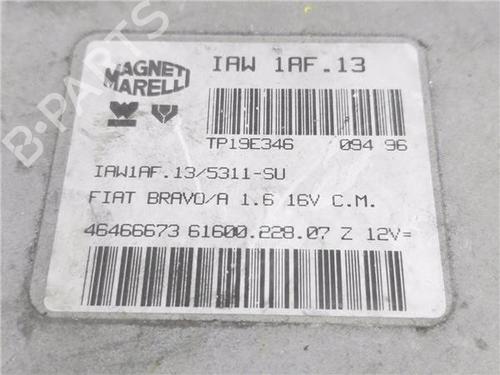 MAGNETI
MARELLI
IAW 1AF.13
TP19E346 094 96
IAW1AF.13/5311-SU
FIAT BRAVO/A 1.6 16V C.M.
46466673 61600.228.07 Z 12V=
B-PARTS